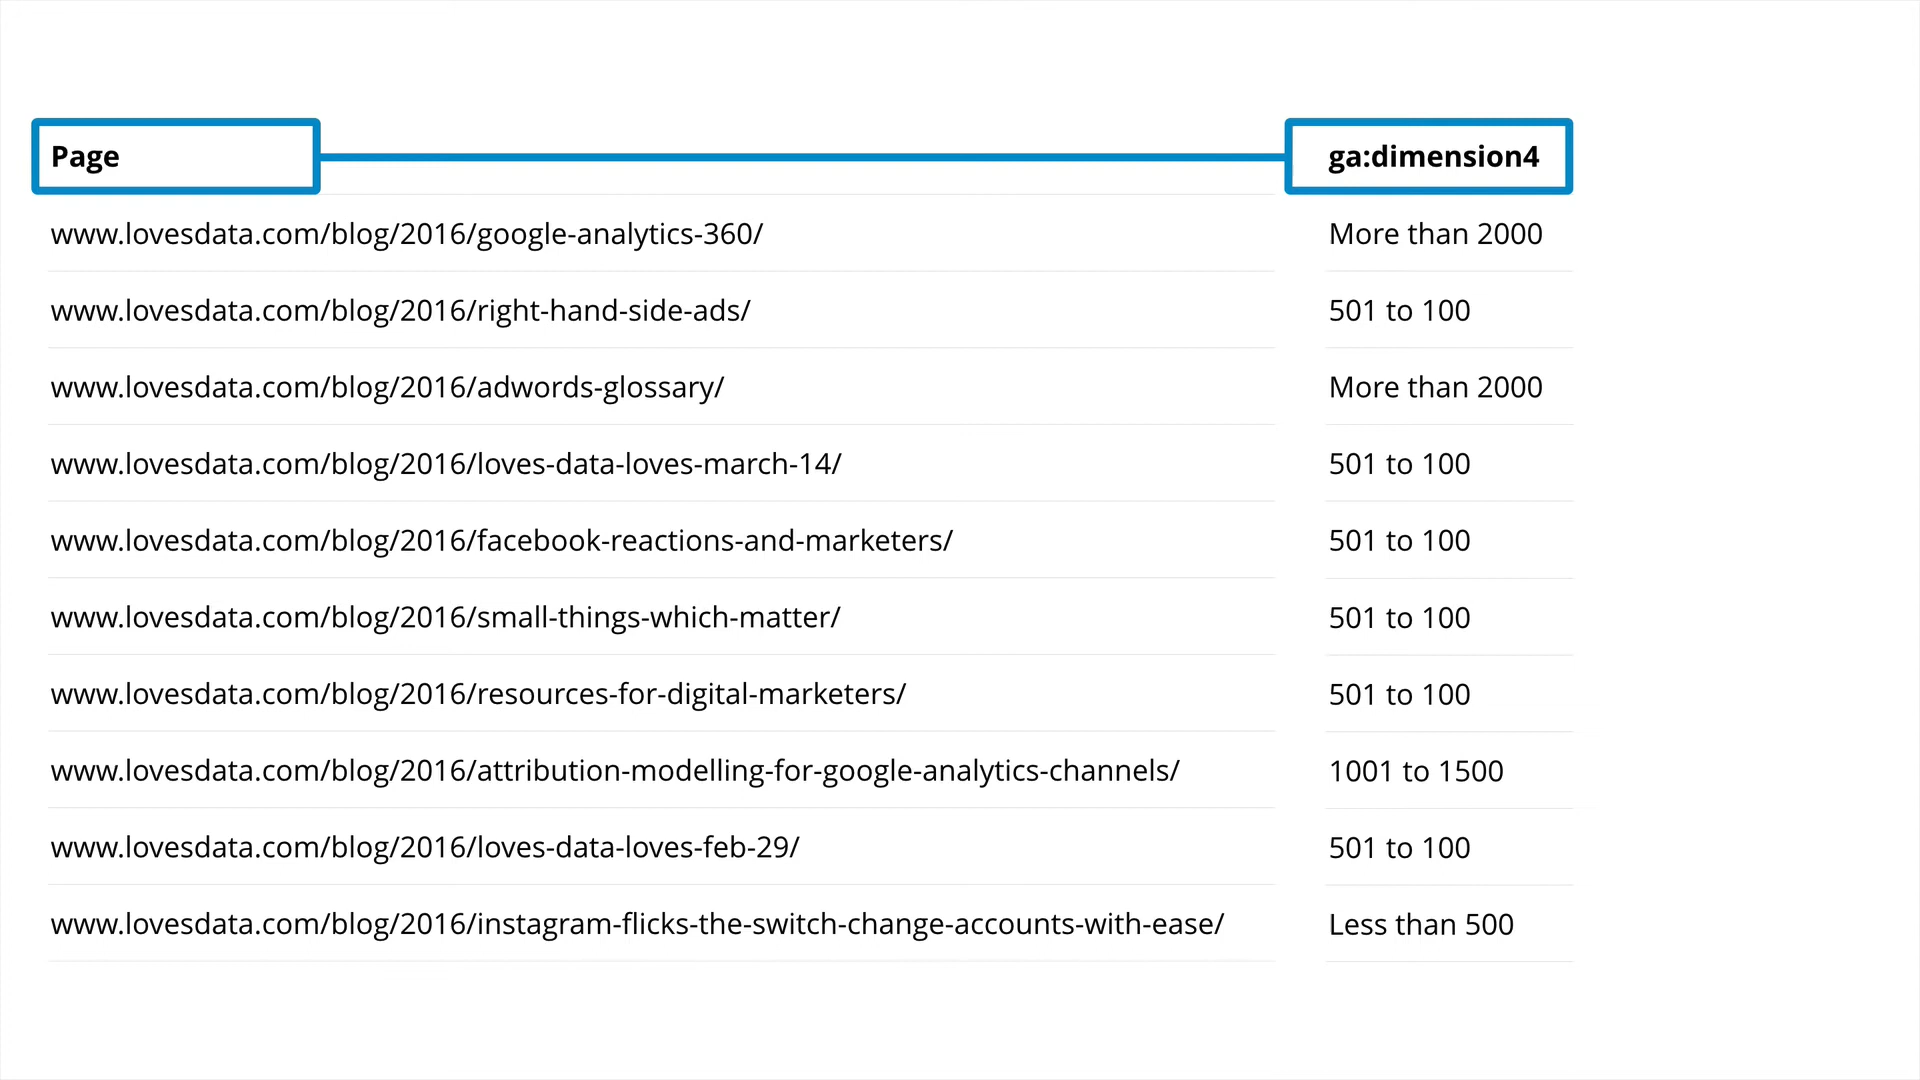 Page ga:dimension4
www.lovesdata.com/blog/2016/google-analytics-360/ More than 2000
www.lovesdata.com/blog/2016/right-hand-side-ads/ 501 to 100
www.lovesdata.com/blog/2016/adwords-glossary/ More than 2000
www.lovesdata.com/blog/2016/loves-data-loves-march-14/ 501 to 100
www.lovesdata.com/blog/2016/facebook-reactions-and-marketers/ 501 to 100
www.lovesdata.com/blog/2016/small-things-which-matter/ 501 to 100
www.lovesdata.com/blog/2016/resources-for-digital-marketers/ 501 to 100
www.lovesdata.com/blog/2016/attribution-modelling-for-google-analytics-channels/ 1001 to 1500
www.lovesdata.com/blog/2016/loves-data-loves-feb-29/ 501 to 100
www.lovesdata.com/blog/2016/instagram-flicks-the-switch-change-accounts-with-ease/ Less than 500